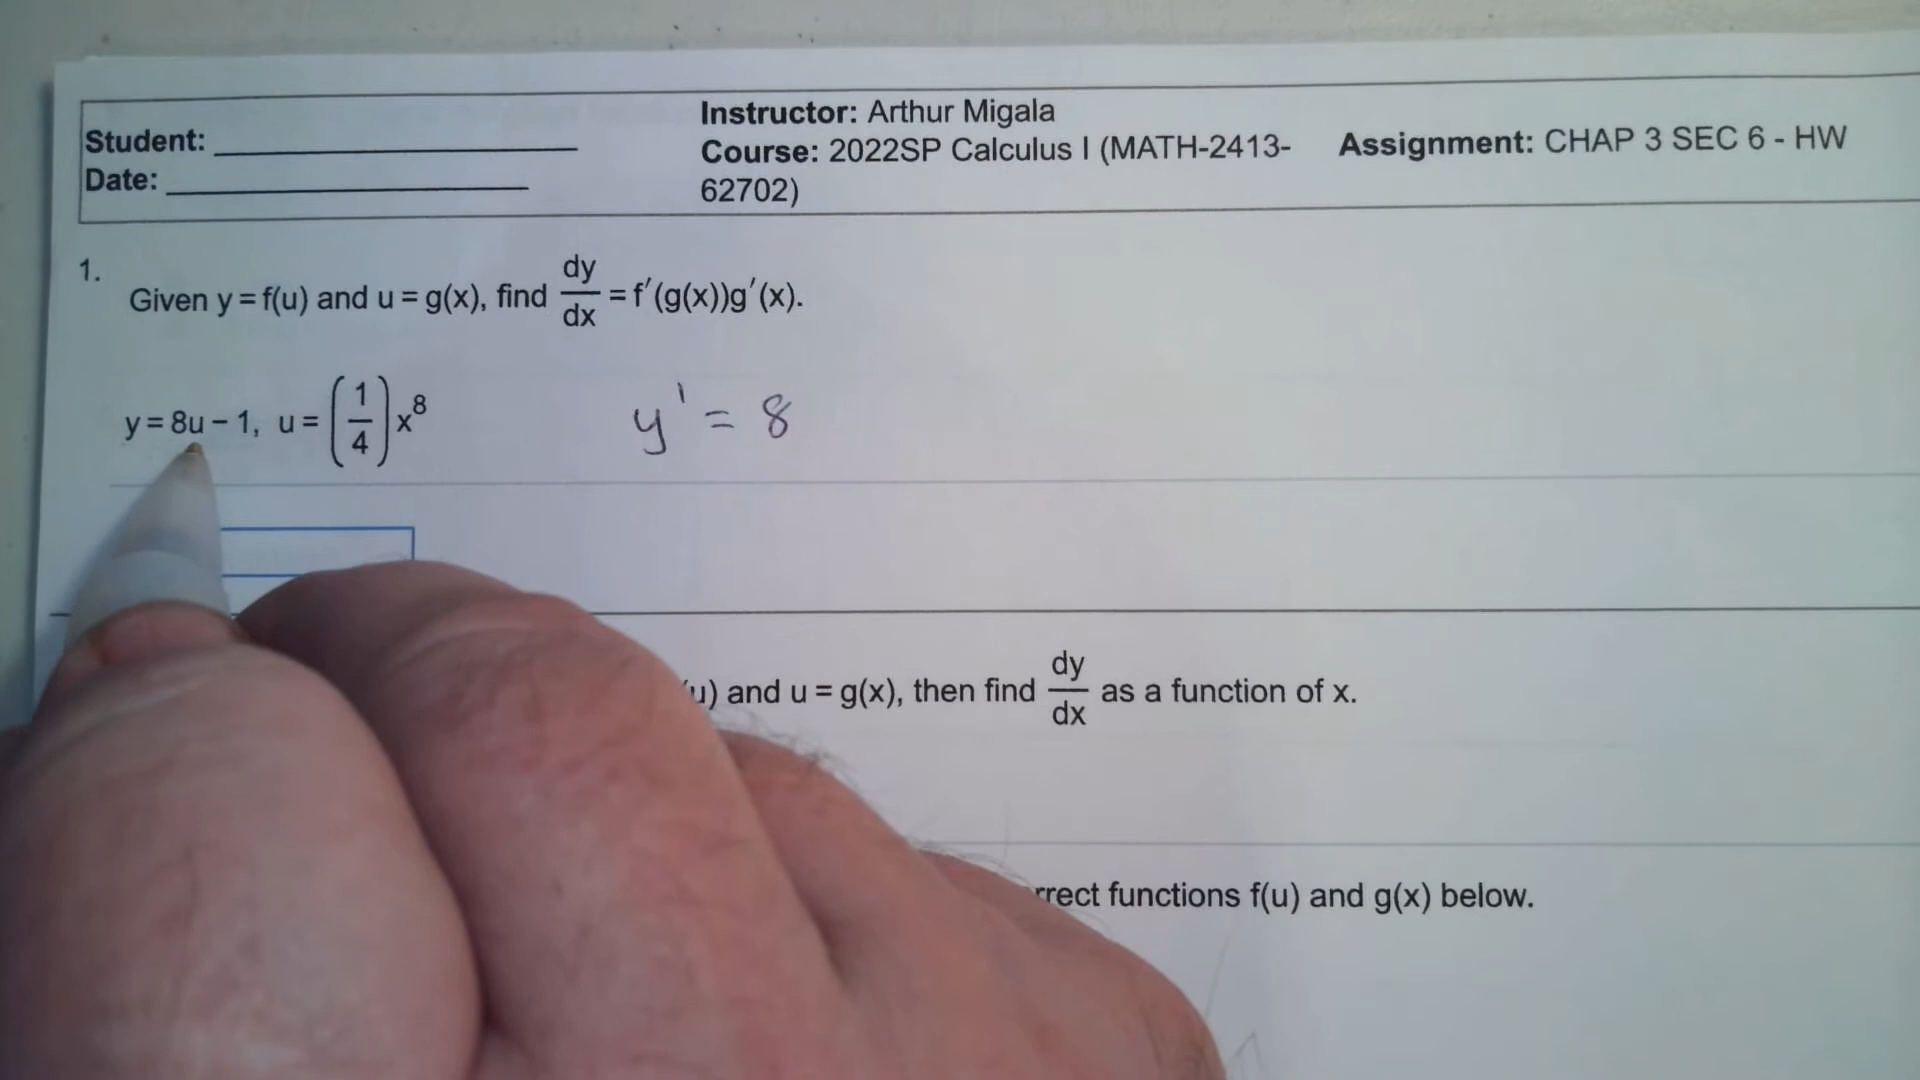 Student:
Date:
Instructor: Arthur Migala
Course: 2022SP Calculus I (MATH-2413-
62702)
Assignment: CHAP 3 SEC 6 - HW
1.
Given y = f(u) and u = g(x), find dy/dx = f′(g(x))g′(x).
y = 8u − 1, u = (1/4) x⁸
y' = 8
u) and u = g(x), then find dy/dx as a function of x.
functions f(u) and g(x) below.